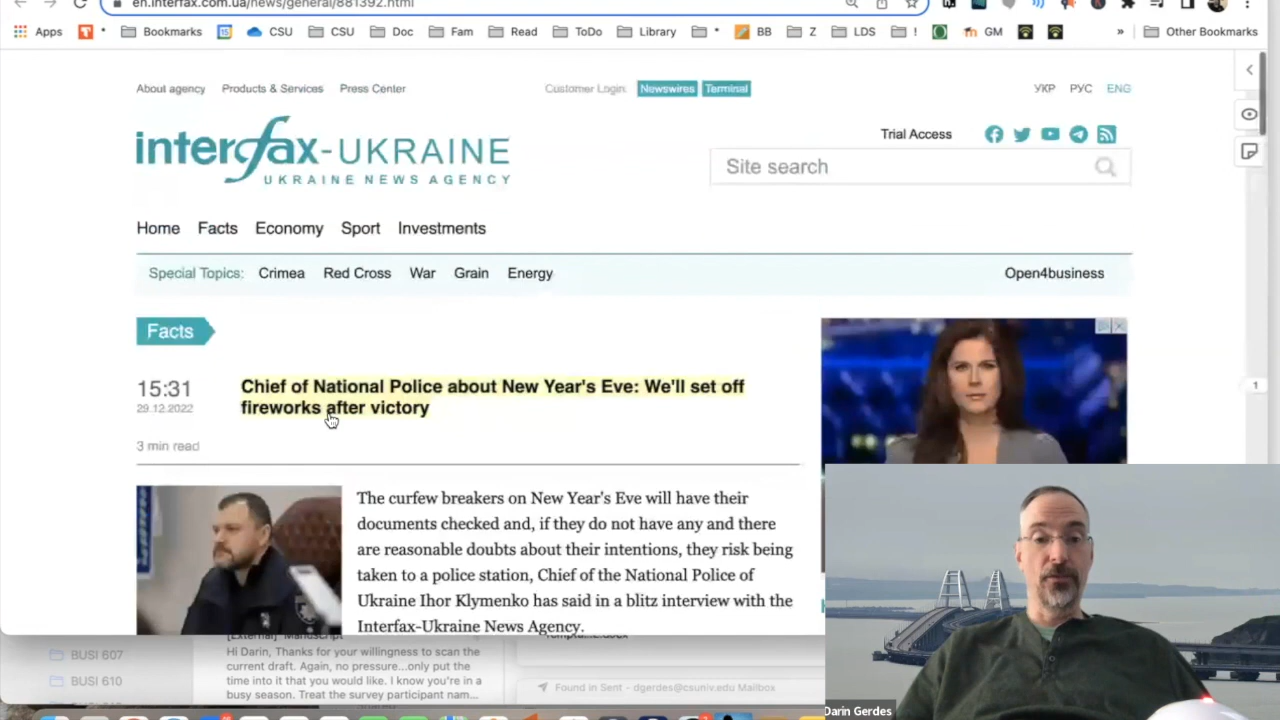 en.interfax.com.ua/news/general/881392.html
Apps
Bookmarks
CSU
CSU
Doc
Fam
Read
ToDo
Library
BB
Z
LDS
!
GM
»
Other Bookmarks
About agency Products & Services Press Center
Customer Login: Newswires Terminal
УКР РУС ENG
interfax-UKRAINE
UKRAINE NEWS AGENCY
Trial Access
Site search
Home Facts Economy Sport Investments
Special Topics: Crimea Red Cross War Grain Energy
Open4business
Facts
15:31
29.12.2022
3 min read
Chief of National Police about New Year's Eve: We'll set off
fireworks after victory
1
The curfew breakers on New Year's Eve will have their
documents checked and, if they do not have any and there
are reasonable doubts about their intentions, they risk being
taken to a police station, Chief of the National Police of
Ukraine Ihor Klymenko has said in a blitz interview with the
Interfax-Ukraine News Agency.
BUSI 607
BUSI 610
[External] Manuscript
Hi Darin, Thanks for your willingness to scan the
current draft. Again, no pressure...only put the
time into it that you would like. I know you're in a
busy season. Treat the survey participant nam...
Found in Sent - dgerdes@csuniv.edu Mailbox
Darin Gerdes